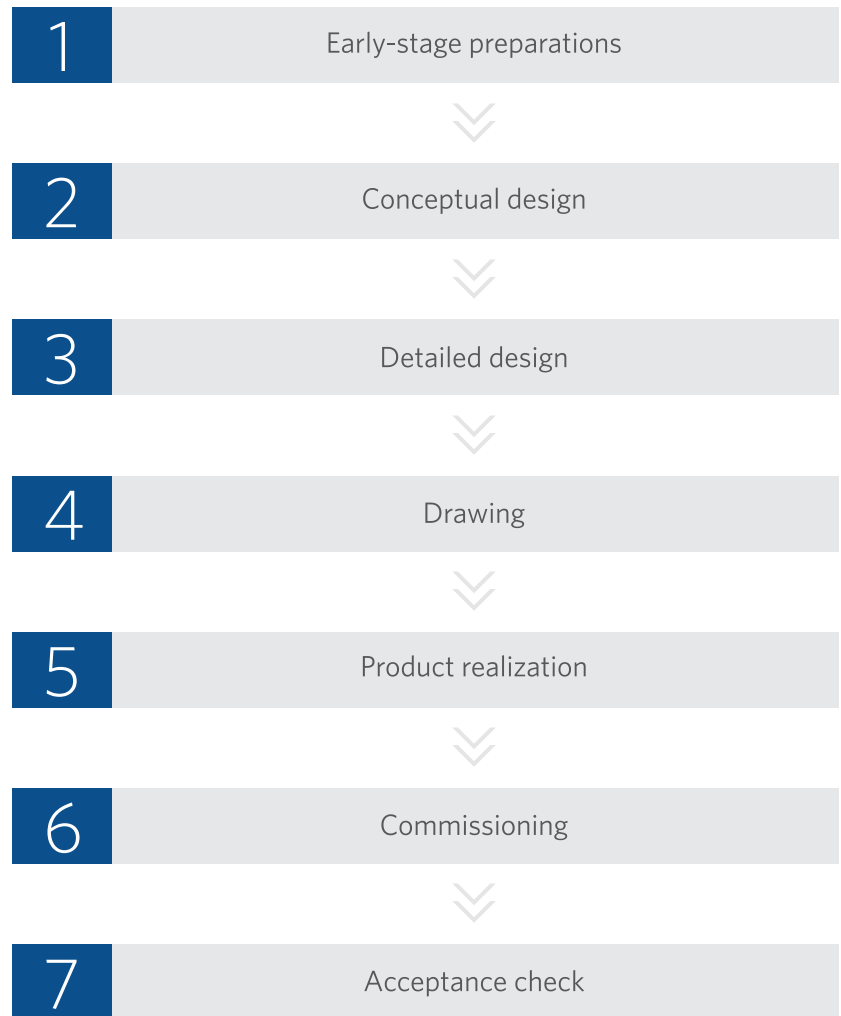 1 Early-stage preparations
2 Conceptual design
3 Detailed design
4 Drawing
5 Product realization
6 Commissioning
7 Acceptance check